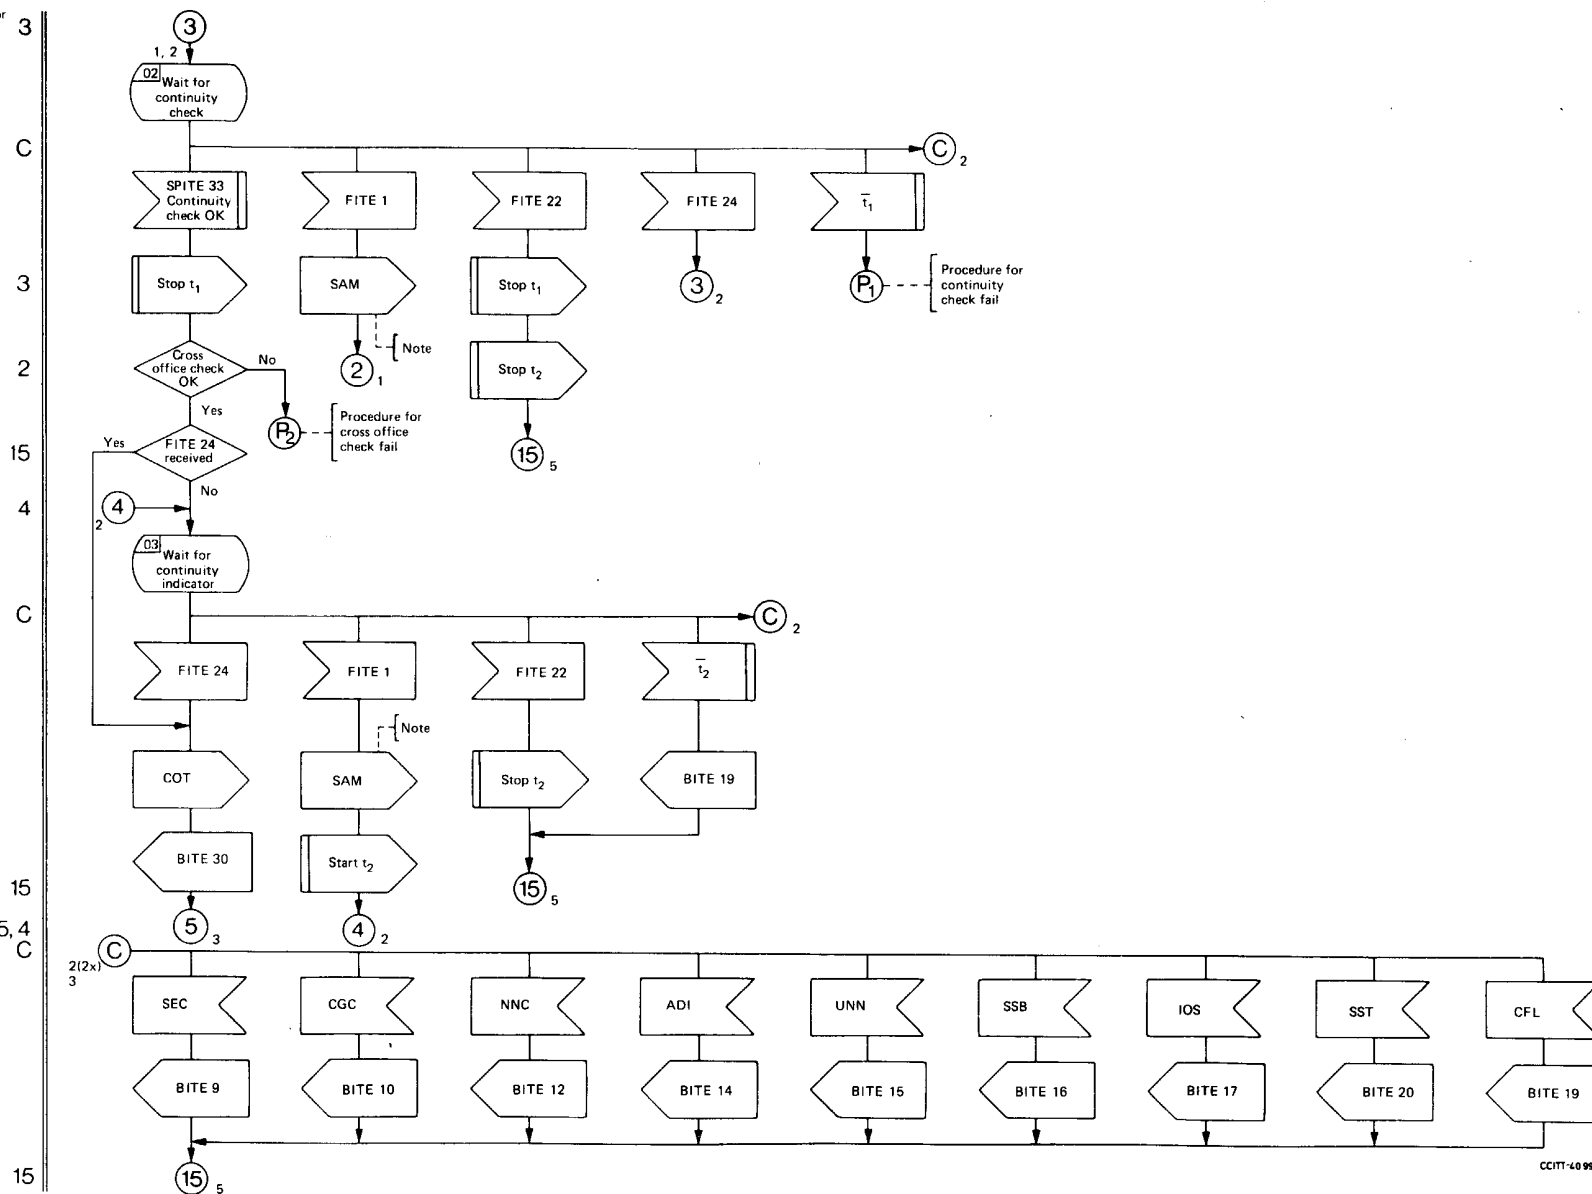 or
3
3
1, 2
02
Wait for
continuity
check
C
C
2
SPITE 33
Continuity
check OK
FITE 1
FITE 22
FITE 24
t1
3
Stop t1
SAM
Stop t1
3
2
P1
Procedure for
continuity
check fail
Note
2
Cross
office check
OK
No
2
1
Stop t2
Yes
P2
Procedure for
cross office
check fail
15
Yes
FITE 24
received
15
5
No
4
4
2
03
Wait for
continuity
indicator
C
C
2
FITE 24
FITE 1
FITE 22
t2
Note
COT
SAM
Stop t2
BITE 19
BITE 30
Start t2
15
15
5
5
3
4
2
5, 4
C
C
2(2x)
3
SEC
CGC
NNC
ADI
UNN
SSB
IOS
SST
CFL
BITE 9
BITE 10
BITE 12
BITE 14
BITE 15
BITE 16
BITE 17
BITE 20
BITE 19
15
15
5
CCITT-40 99